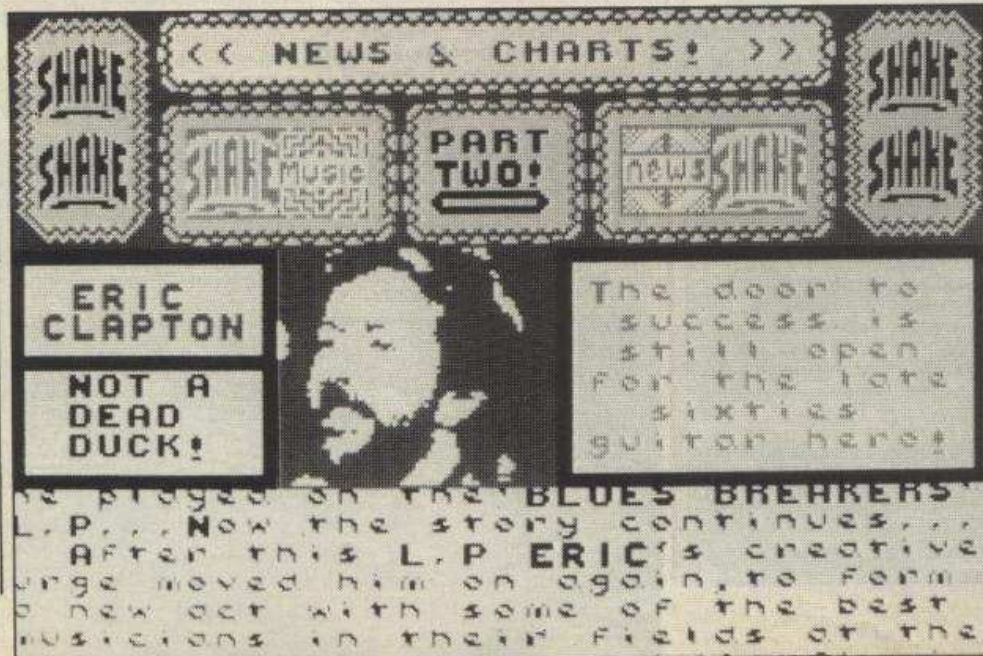 SHAKE
SHAKE
<< NEWS & CHARTS! >>
SHAKE Music
PART
TWO!
news SHAKE
SHAKE
SHAKE
ERIC
CLAPTON
NOT A
DEAD
DUCK!
The door to
success is
still open
for the late
sixties
guitar hero!
played on the BLUES BREAKERS
L.P... Now the story continues...
After this L.P ERIC's creative
urge moved him on again, to form
a new act with some of the best
musicians in their fields at the